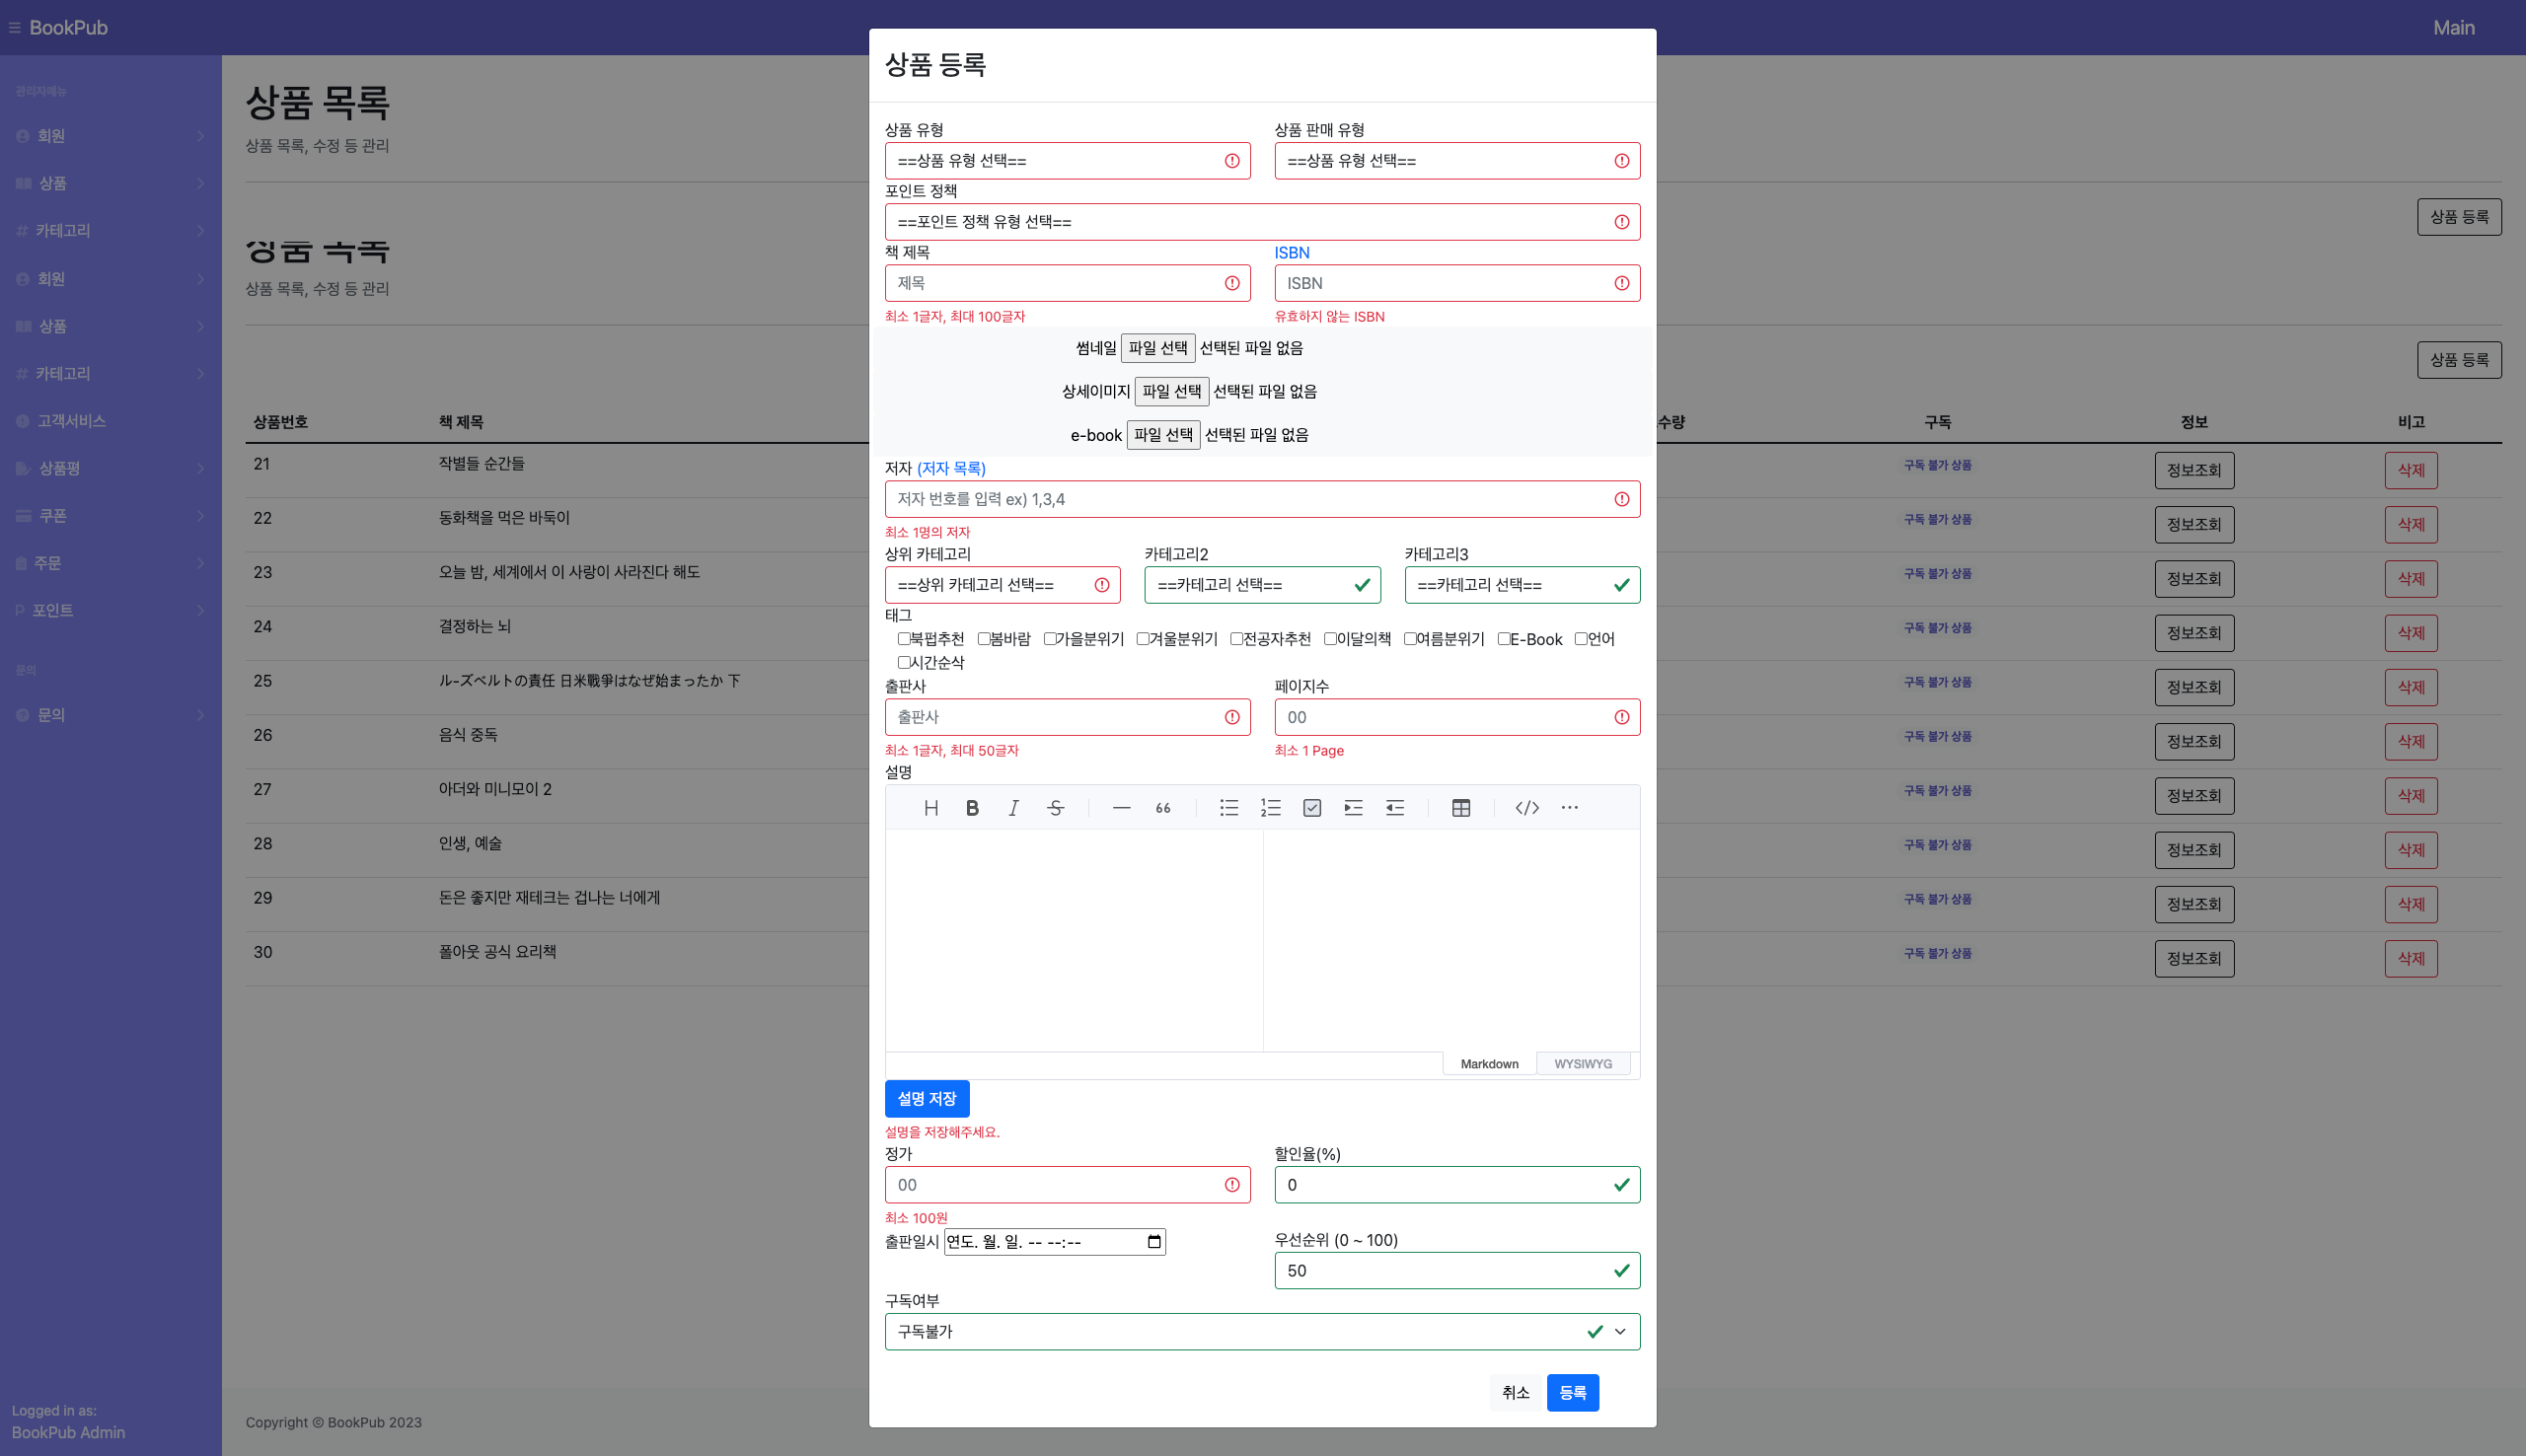 BookPub
Main
관리자메뉴
회원
상품
카테고리
회원
상품
카테고리
고객서비스
상품평
쿠폰
주문
포인트
문의
문의
Logged in as:
BookPub Admin
상품 목록
상품 목록, 수정 등 관리
상품 등록
상품 목록
상품 목록, 수정 등 관리
상품 등록
상품번호 책 제목 수량 구독 정보 비고
21 작별들 순간들 구독 불가 상품 정보조회 삭제
22 동화책을 먹은 바둑이 구독 불가 상품 정보조회 삭제
23 오늘 밤, 세계에서 이 사랑이 사라진다 해도 구독 불가 상품 정보조회 삭제
24 결정하는 뇌 구독 불가 상품 정보조회 삭제
25 ル-ズベルトの責任 日米戰爭はなぜ始まったか 下 구독 불가 상품 정보조회 삭제
26 음식 중독 구독 불가 상품 정보조회 삭제
27 아더와 미니모이 2 구독 불가 상품 정보조회 삭제
28 인생, 예술 구독 불가 상품 정보조회 삭제
29 돈은 좋지만 재테크는 겁나는 너에게 구독 불가 상품 정보조회 삭제
30 폴아웃 공식 요리책 구독 불가 상품 정보조회 삭제
Copyright © BookPub 2023
상품 등록
상품 유형 상품 판매 유형
==상품 유형 선택== ==상품 유형 선택==
포인트 정책
==포인트 정책 유형 선택==
책 제목 ISBN
제목 ISBN
최소 1글자, 최대 100글자 유효하지 않는 ISBN
썸네일 파일 선택 선택된 파일 없음
상세이미지 파일 선택 선택된 파일 없음
e-book 파일 선택 선택된 파일 없음
저자 (저자 목록)
저자 번호를 입력 ex) 1,3,4
최소 1명의 저자
상위 카테고리 카테고리2 카테고리3
==상위 카테고리 선택== ==카테고리 선택== ==카테고리 선택==
태그
북펍추천 봄바람 가을분위기 겨울분위기 전공자추천 이달의책 여름분위기 E-Book 언어
시간순삭
출판사 페이지수
출판사 00
최소 1글자, 최대 50글자 최소 1 Page
설명
Markdown WYSIWYG
설명 저장
설명을 저장해주세요.
정가 할인율(%)
00 0
최소 100원
출판일시 연도. 월. 일. -- --:-- 우선순위 (0 ~ 100)
50
구독여부
구독불가
취소 등록